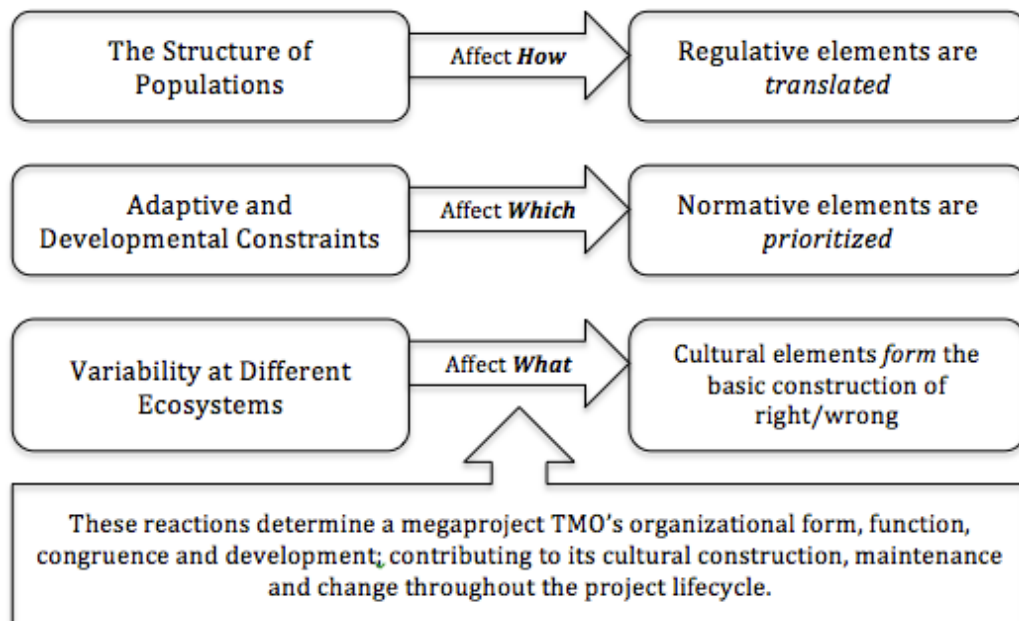 The Structure of
Populations
Affect How
Regulative elements are
translated
Adaptive and
Developmental Constraints
Affect Which
Normative elements are
prioritized
Variability at Different
Ecosystems
Affect What
Cultural elements form the
basic construction of
right/wrong
These reactions determine a megaproject TMO's organizational form, function,
congruence and development; contributing to its cultural construction, maintenance
and change throughout the project lifecycle.